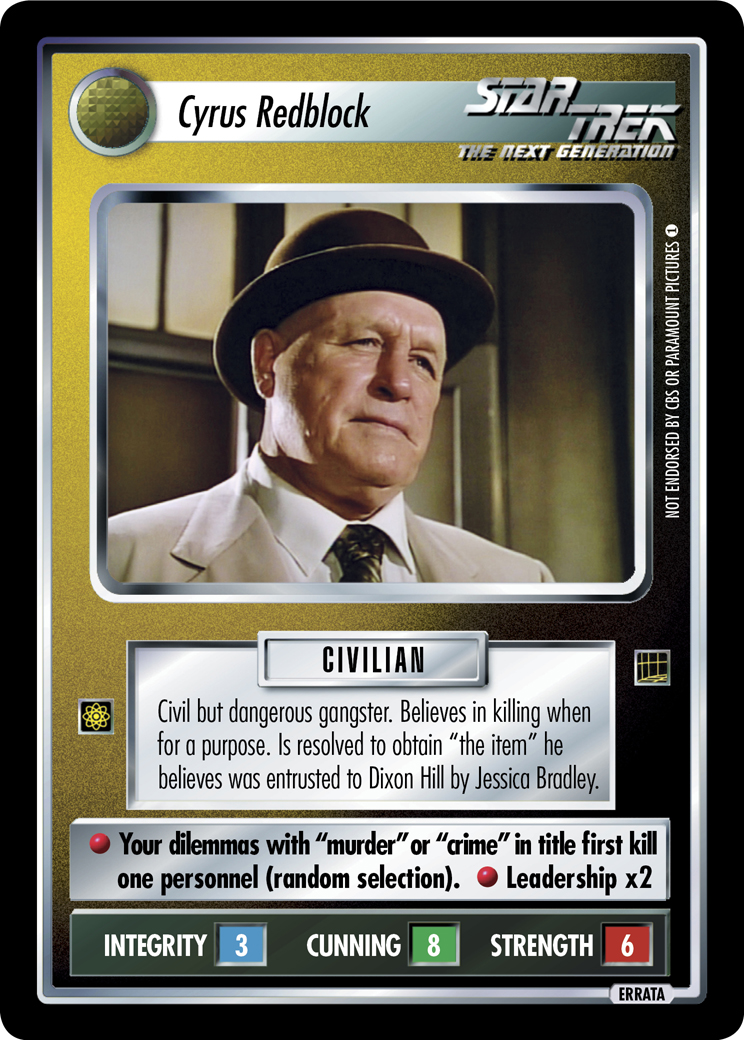 Cyrus Redblock
STAR TREK
THE NEXT GENERATION
NOT ENDORSED BY CBS OR PARAMOUNT PICTURES 1
CIVILIAN
Civil but dangerous gangster. Believes in killing when
for a purpose. Is resolved to obtain “the item” he
believes was entrusted to Dixon Hill by Jessica Bradley.
Your dilemmas with “murder” or “crime” in title first kill
one personnel (random selection). Leadership x2
INTEGRITY 3 CUNNING 8 STRENGTH 6
ERRATA